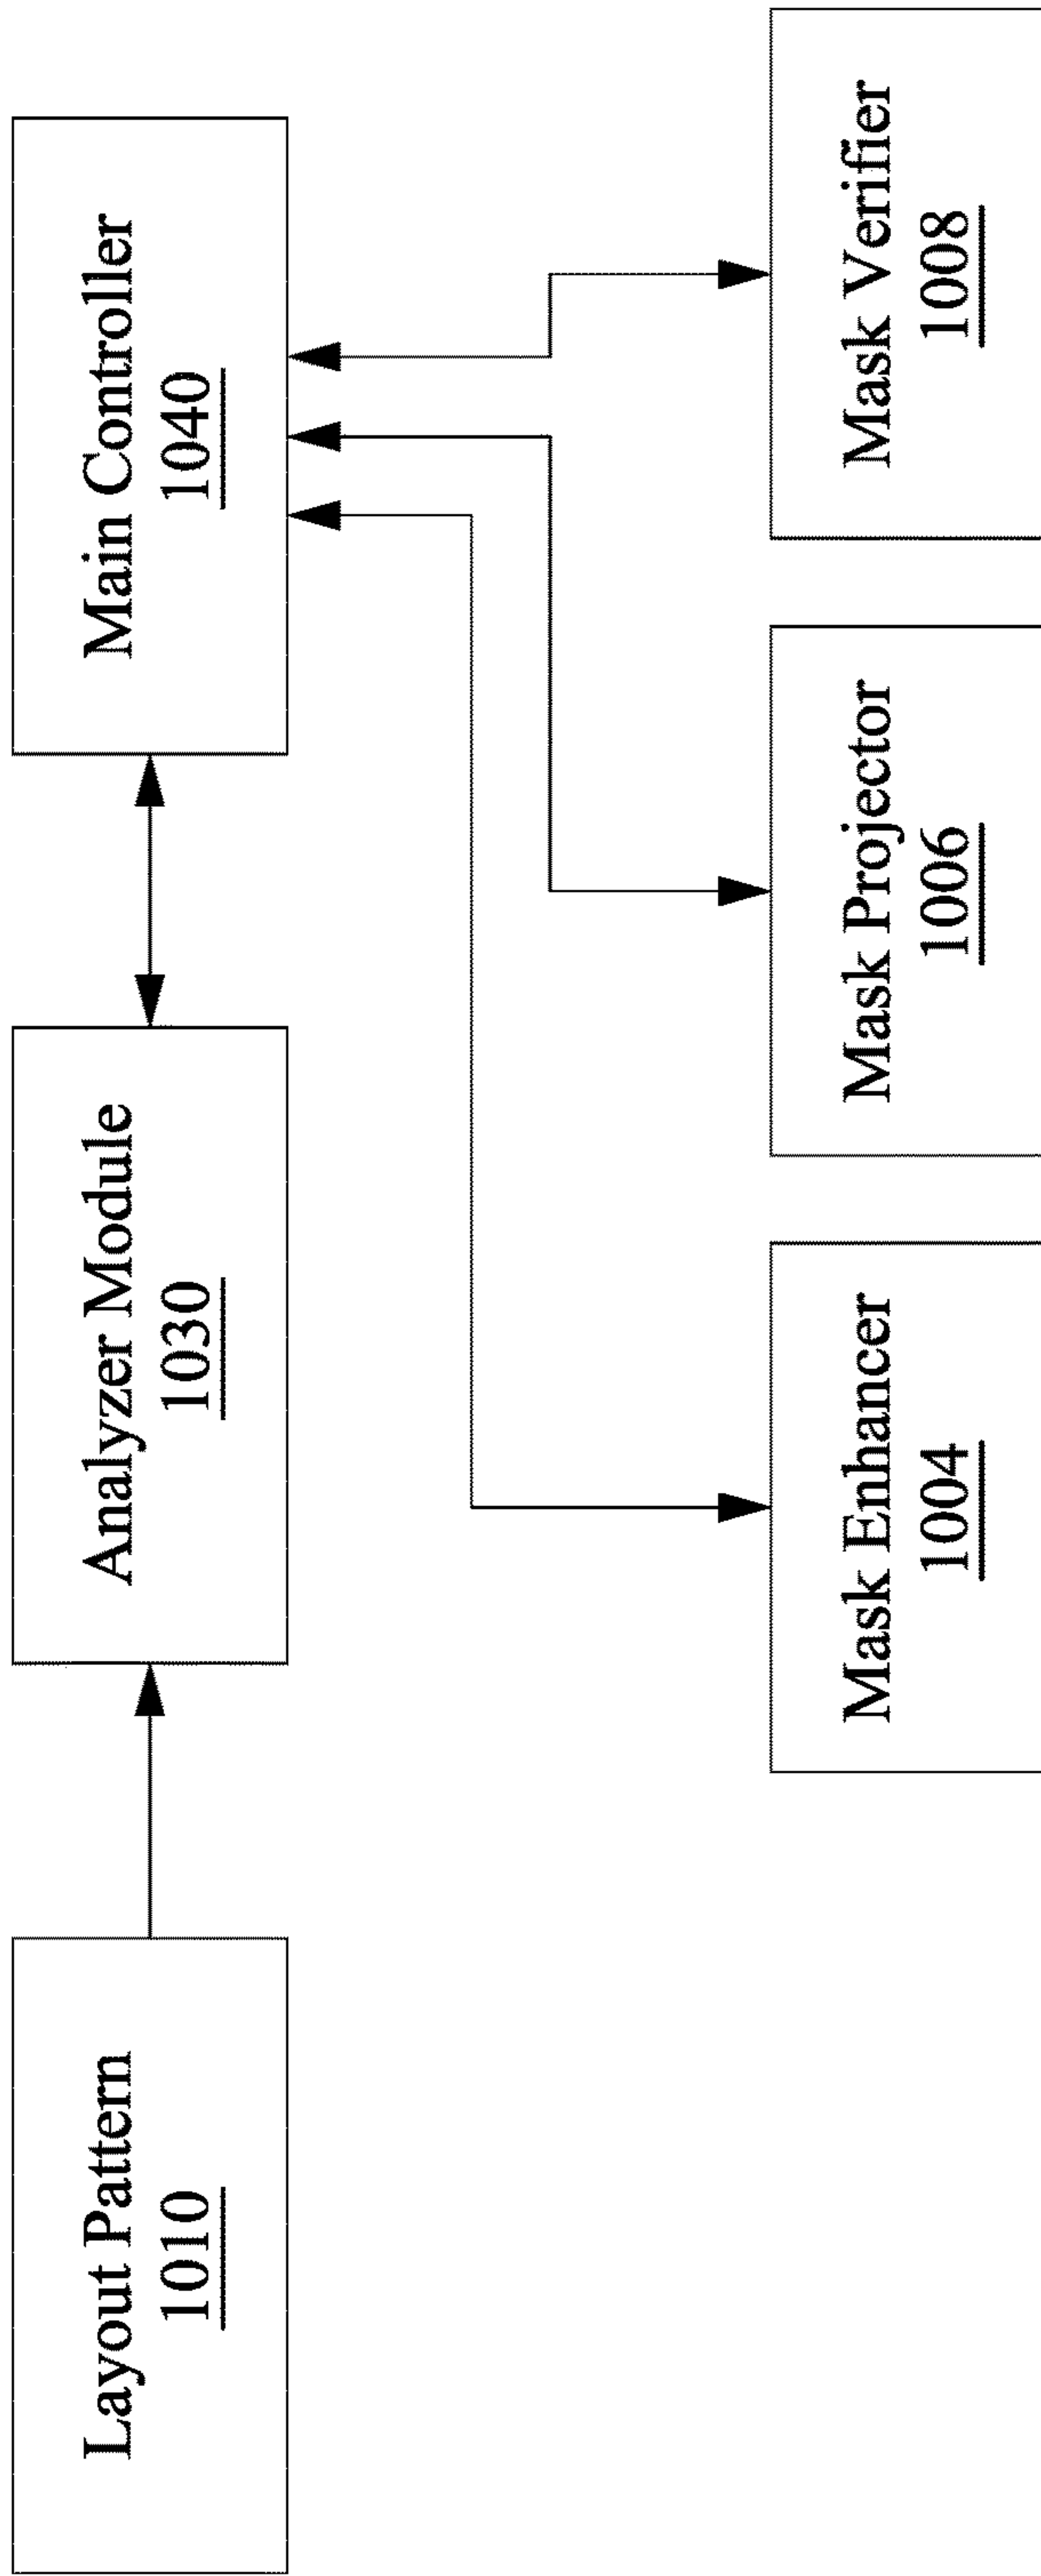 Layout Pattern
1010
Analyzer Module
1030
Main Controller
1040
Mask Enhancer
1004
Mask Projector
1006
Mask Verifier
1008